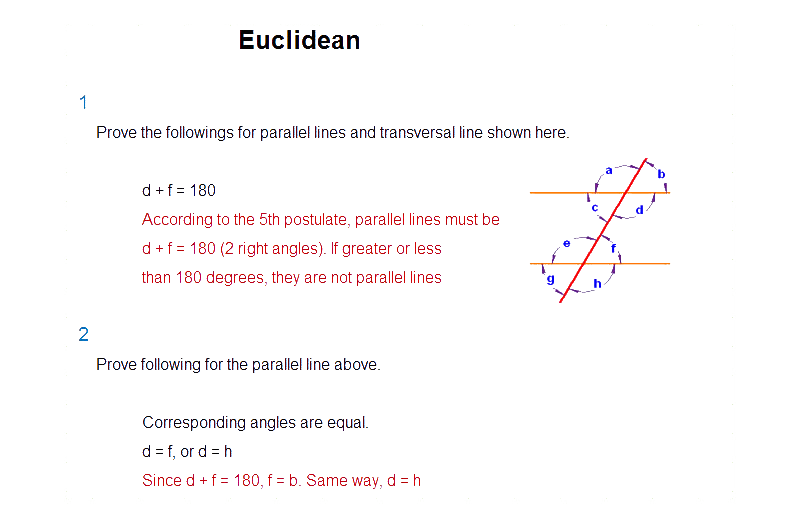 Euclidean
1
Prove the followings for parallel lines and transversal line shown here.
d + f = 180
According to the 5th postulate, parallel lines must be
d + f = 180 (2 right angles). If greater or less
than 180 degrees, they are not parallel lines
a
b
c
d
e
f
g
h
2
Prove following for the parallel line above.
Corresponding angles are equal.
d = f, or d = h
Since d + f = 180, f = b. Same way, d = h